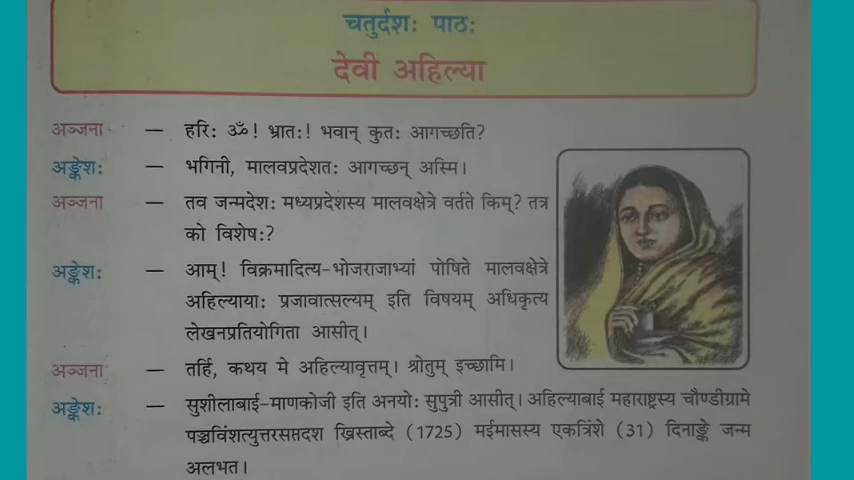 चतुर्दशः पाठः
देवी अहिल्या
अञ्जना — हरिः ॐ! भ्रातः! भवान् कुतः आगच्छति?
अङ्केशः — भगिनी, मालवप्रदेशतः आगच्छन् अस्मि।
अञ्जना — तव जन्मदेशः मध्यप्रदेशस्य मालवक्षेत्रे वर्तते किम्? तत्र
को विशेषः?
अङ्केशः — आम्! विक्रमादित्य-भोजराजाभ्यां पोषिते मालवक्षेत्रे
अहिल्यायाः प्रजावात्सल्यम् इति विषयम् अधिकृत्य
लेखनप्रतियोगिता आसीत्।
अञ्जना — तर्हि, कथय मे अहिल्यावृत्तम्। श्रोतुम् इच्छामि।
अङ्केशः — सुशीलाबाई-माणकोजी इति अनयोः सुपुत्री आसीत्। अहिल्याबाई महाराष्ट्रस्य चौण्डीग्रामे
पञ्चविंशत्युत्तरसप्तदश ख्रिस्ताब्दे (1725) मईमासस्य एकत्रिंशे (31) दिनाङ्के जन्म
अलभत।